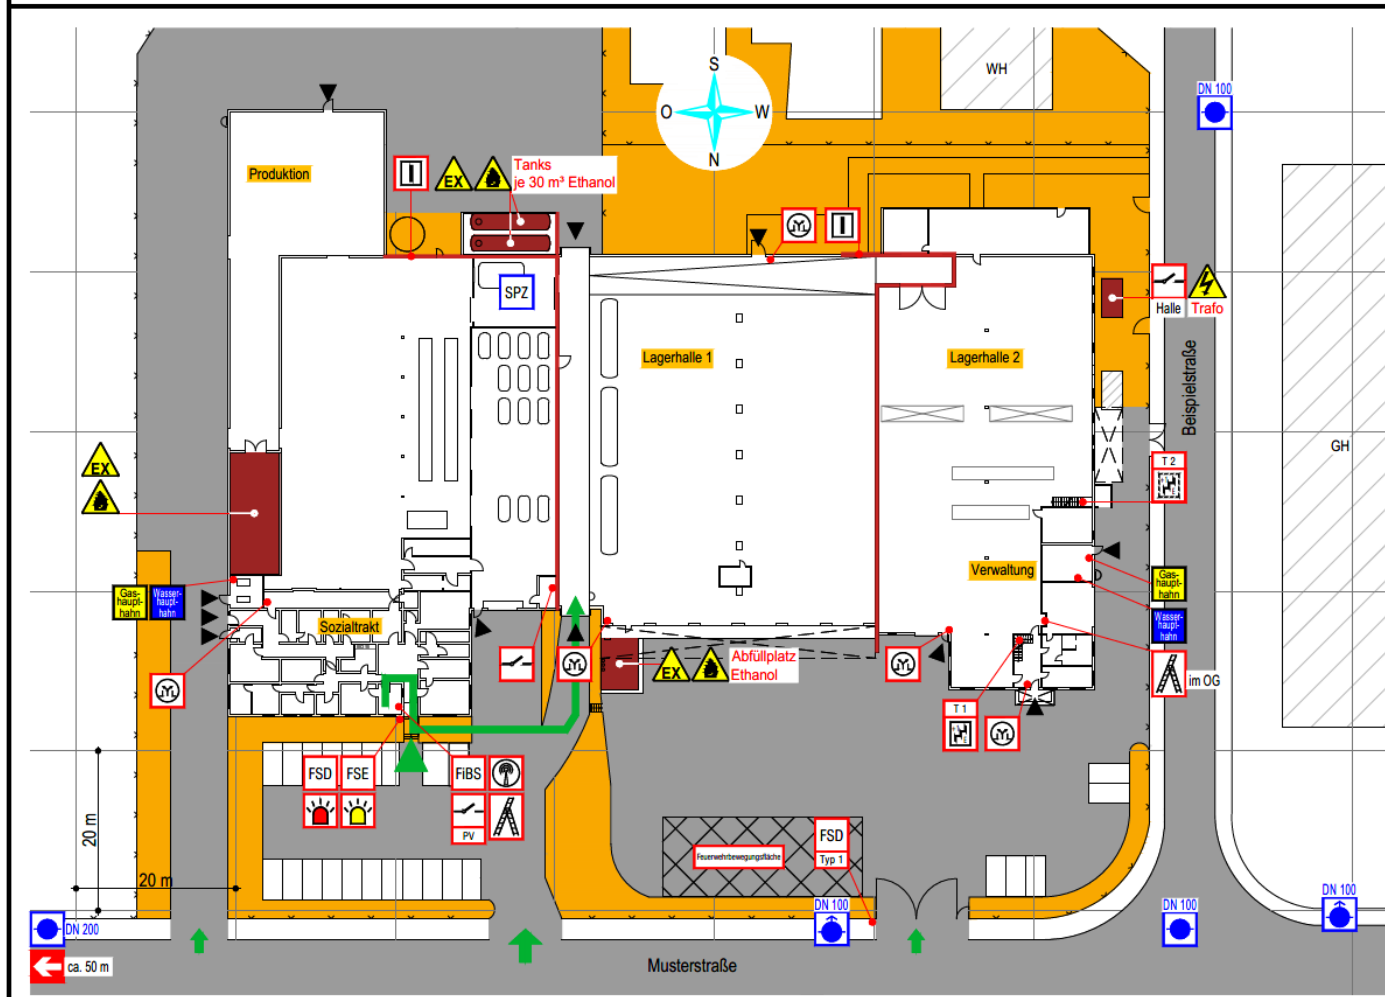 S
WH
DN 100
O
W
N
Produktion
EX
Tanks
je 30 m³ Ethanol
SPZ
Halle
Trafo
Lagerhalle 1
Lagerhalle 2
Beispielstraße
GH
EX
T 2
Verwaltung
Gas-
haupt-
hahn
Wasser-
haupt-
hahn
Gas-
haupt-
hahn
Wasser-
haupt-
hahn
Sozialtrakt
EX
Abfüllplatz
Ethanol
im OG
T 1
FSD
FSE
FiBS
PV
20 m
20 m
Feuerwehrbewegungsfläche
FSD
Typ 1
DN 200
DN 100
DN 100
DN 100
ca. 50 m
Musterstraße